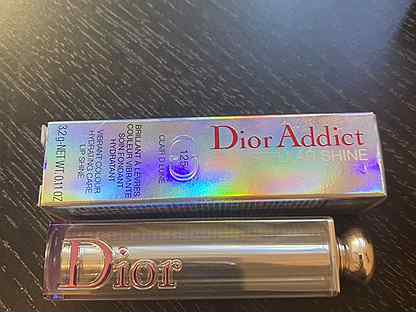 Dior Addict
STELLAR SHINE
125
CLAIR D LUNE
BRILLANT À LÈVRES
COULEUR VIBRANTE
SOIN FONDANT
HYDRATANT
VIBRANT COLOUR
HYDRATING CARE
LIP SHINE
3.2 g-NET WT. 0.11 OZ
Dior